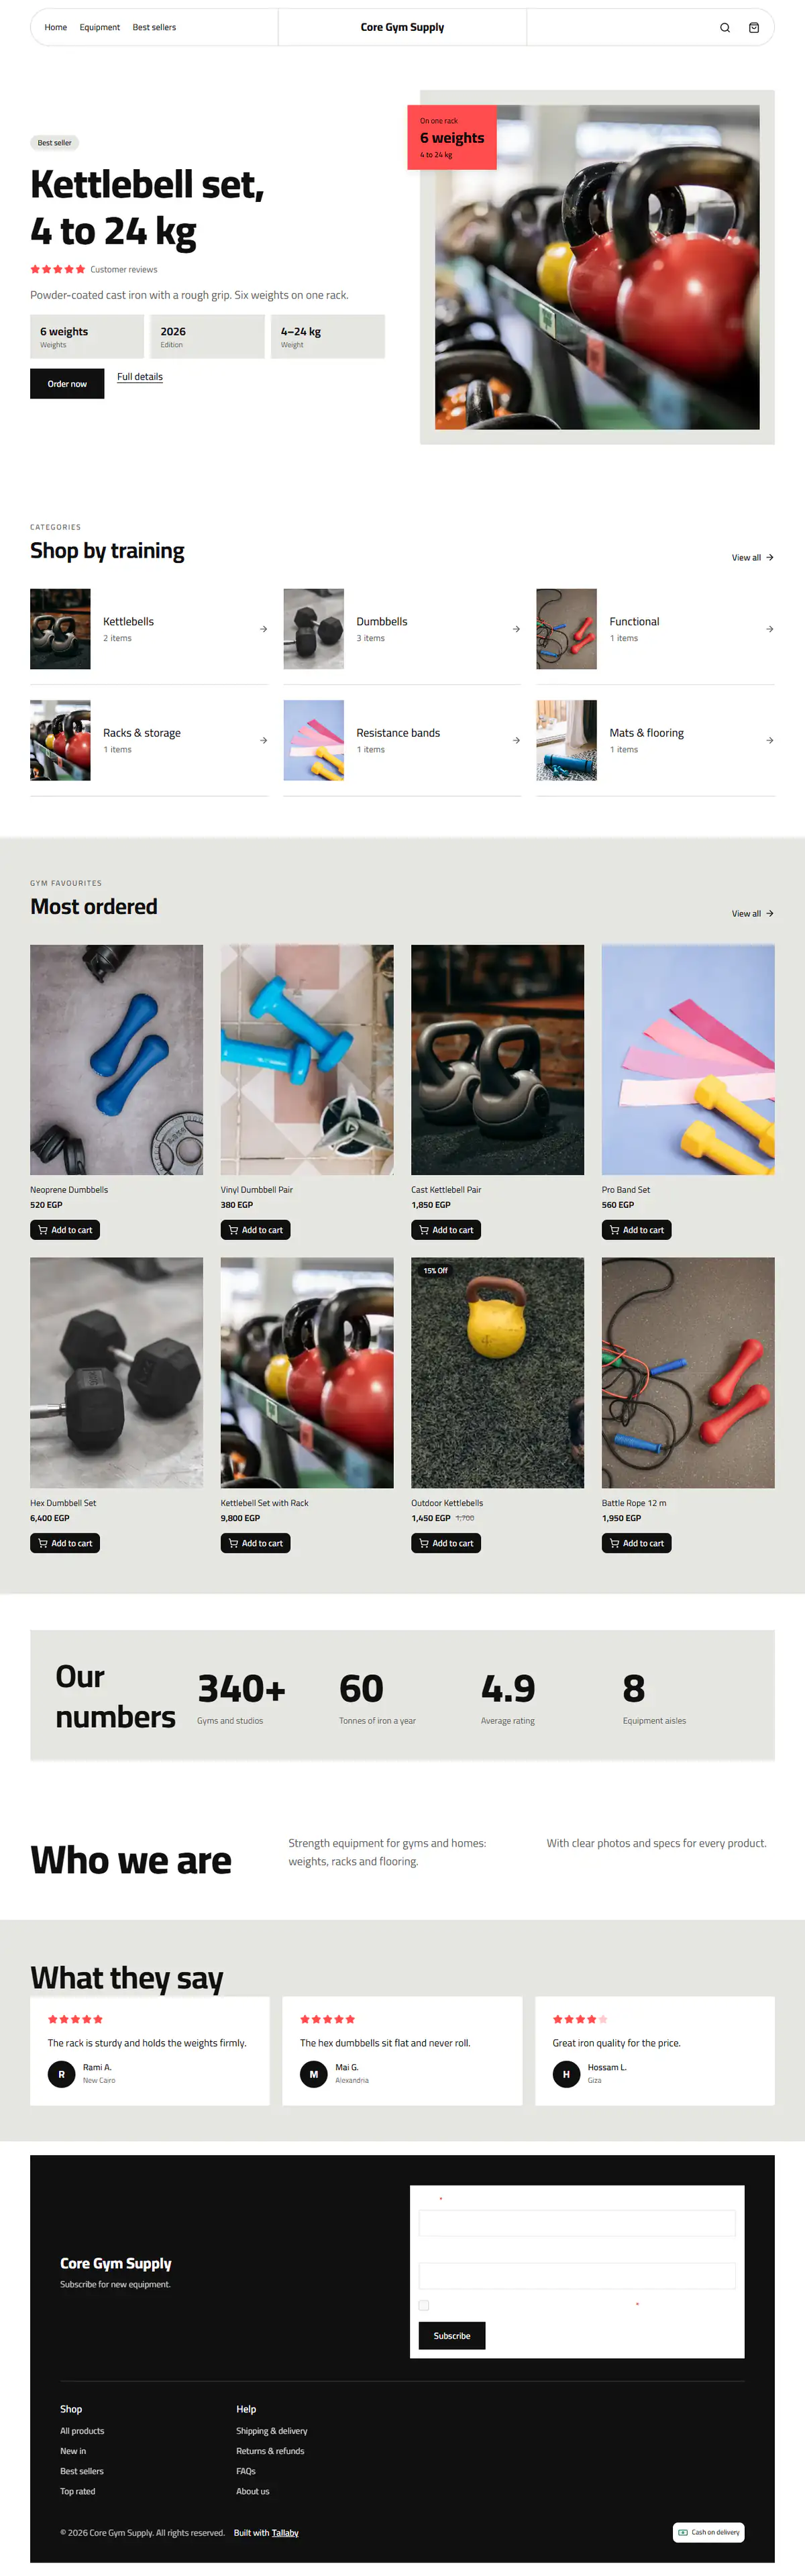 Home Equipment Best sellers
Core Gym Supply
Best seller
Kettlebell set,
4 to 24 kg
Customer reviews
Powder-coated cast iron with a rough grip. Six weights on one rack.
6 weights
Weights
2026
Edition
4–24 kg
Weight
Order now
Full details
On one rack
6 weights
4 to 24 kg
CATEGORIES
Shop by training
View all
Kettlebells
2 items
Dumbbells
3 items
Functional
1 items
Racks & storage
1 items
Resistance bands
1 items
Mats & flooring
1 items
GYM FAVOURITES
Most ordered
View all
Neoprene Dumbbells
520 EGP
Add to cart
Vinyl Dumbbell Pair
380 EGP
Add to cart
Cast Kettlebell Pair
1,850 EGP
Add to cart
Pro Band Set
560 EGP
Add to cart
Hex Dumbbell Set
6,400 EGP
Add to cart
Kettlebell Set with Rack
9,800 EGP
Add to cart
15% Off
Outdoor Kettlebells
1,450 EGP 1,700
Add to cart
Battle Rope 12 m
1,950 EGP
Add to cart
Our
numbers
340+
Gyms and studios
60
Tonnes of iron a year
4.9
Average rating
8
Equipment aisles
Who we are
Strength equipment for gyms and homes:
weights, racks and flooring.
With clear photos and specs for every product.
What they say
The rack is sturdy and holds the weights firmly.
R
Rami A.
New Cairo
The hex dumbbells sit flat and never roll.
M
Mai G.
Alexandria
Great iron quality for the price.
H
Hossam L.
Giza
Core Gym Supply
Subscribe for new equipment.
*
*
Subscribe
Shop
All products
New in
Best sellers
Top rated
Help
Shipping & delivery
Returns & refunds
FAQs
About us
© 2026 Core Gym Supply. All rights reserved. Built with Tallaby
Cash on delivery